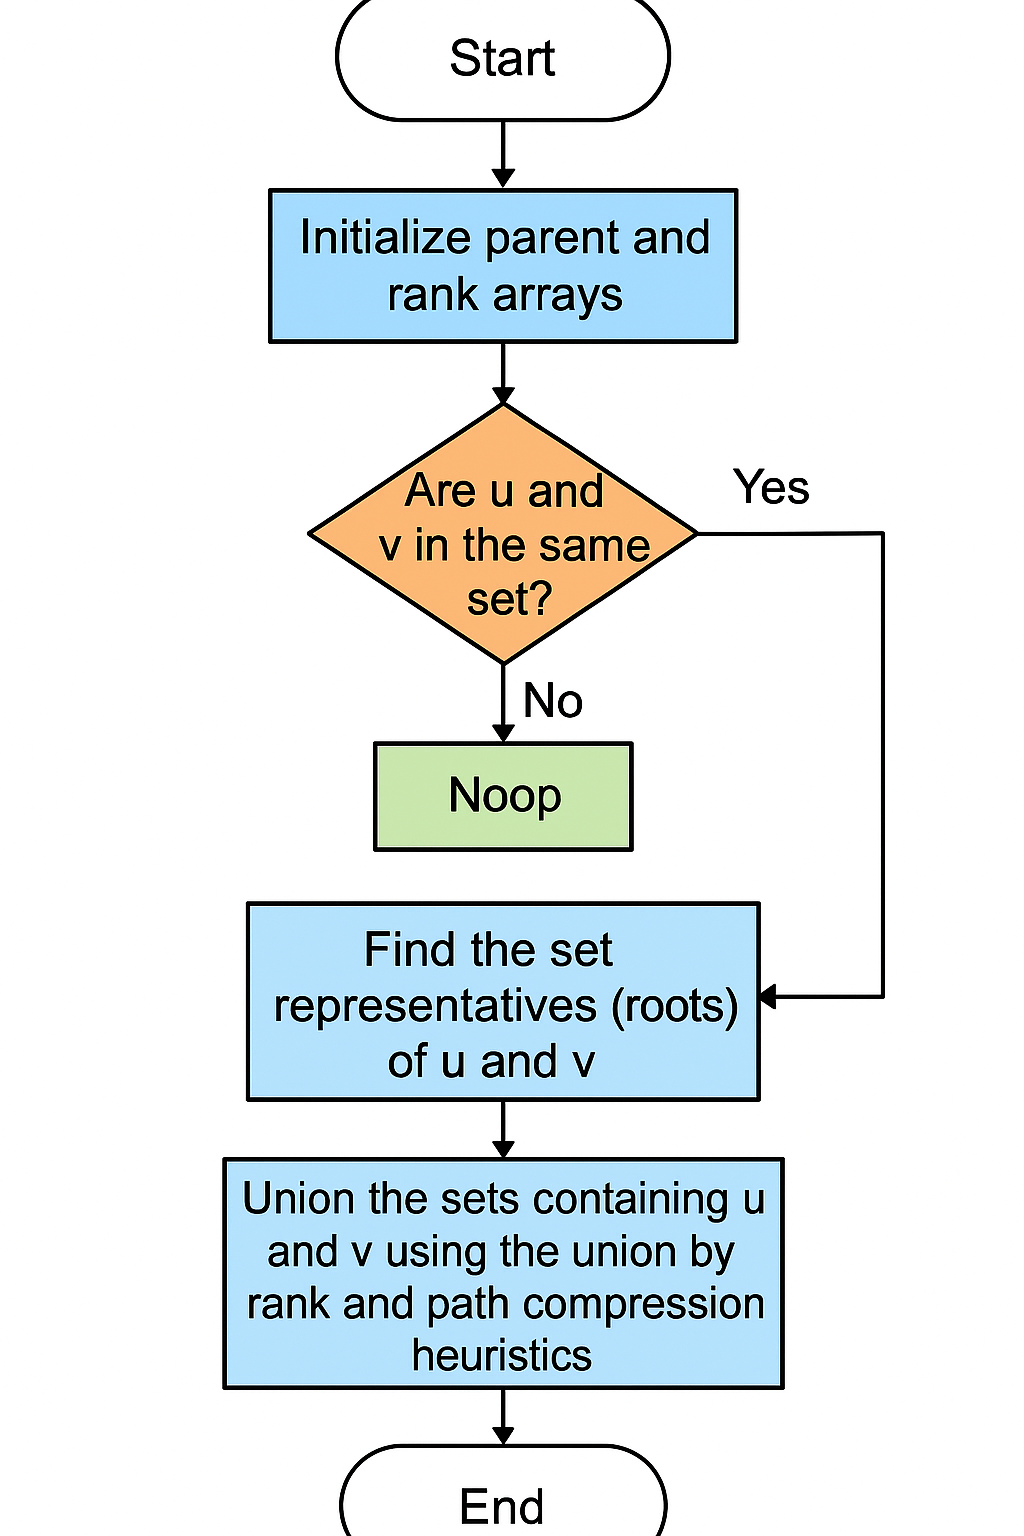 Start
Initialize parent and
rank arrays
Are u and
v in the same
set?
Yes
No
Noop
Find the set
representatives (roots)
of u and v
Union the sets containing u
and v using the union by
rank and path compression
heuristics
End